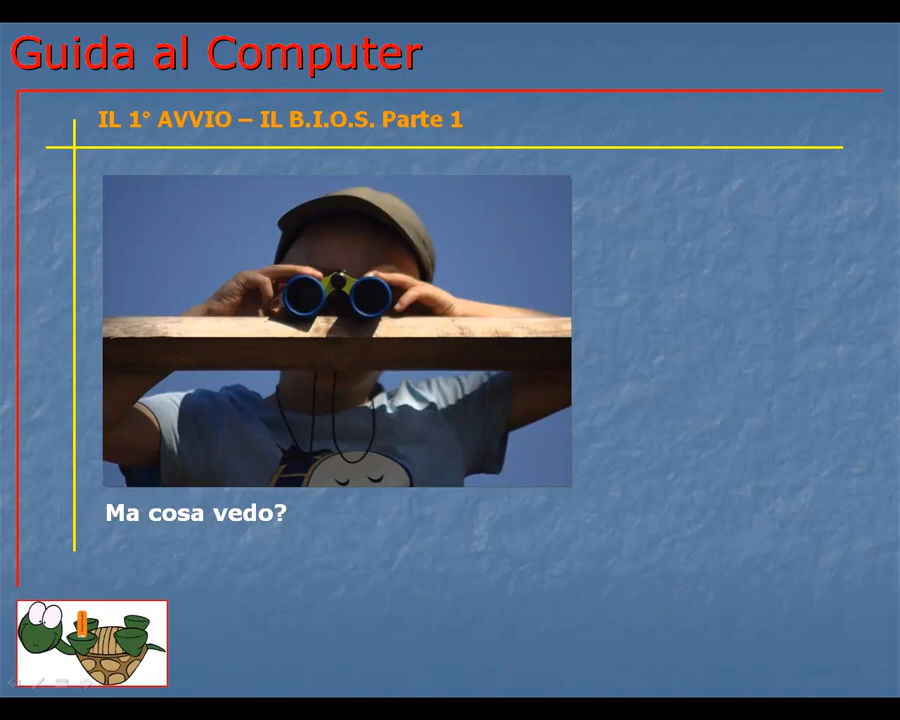 Guida al Computer
IL 1° AVVIO – IL B.I.O.S. Parte 1
Ma cosa vedo?